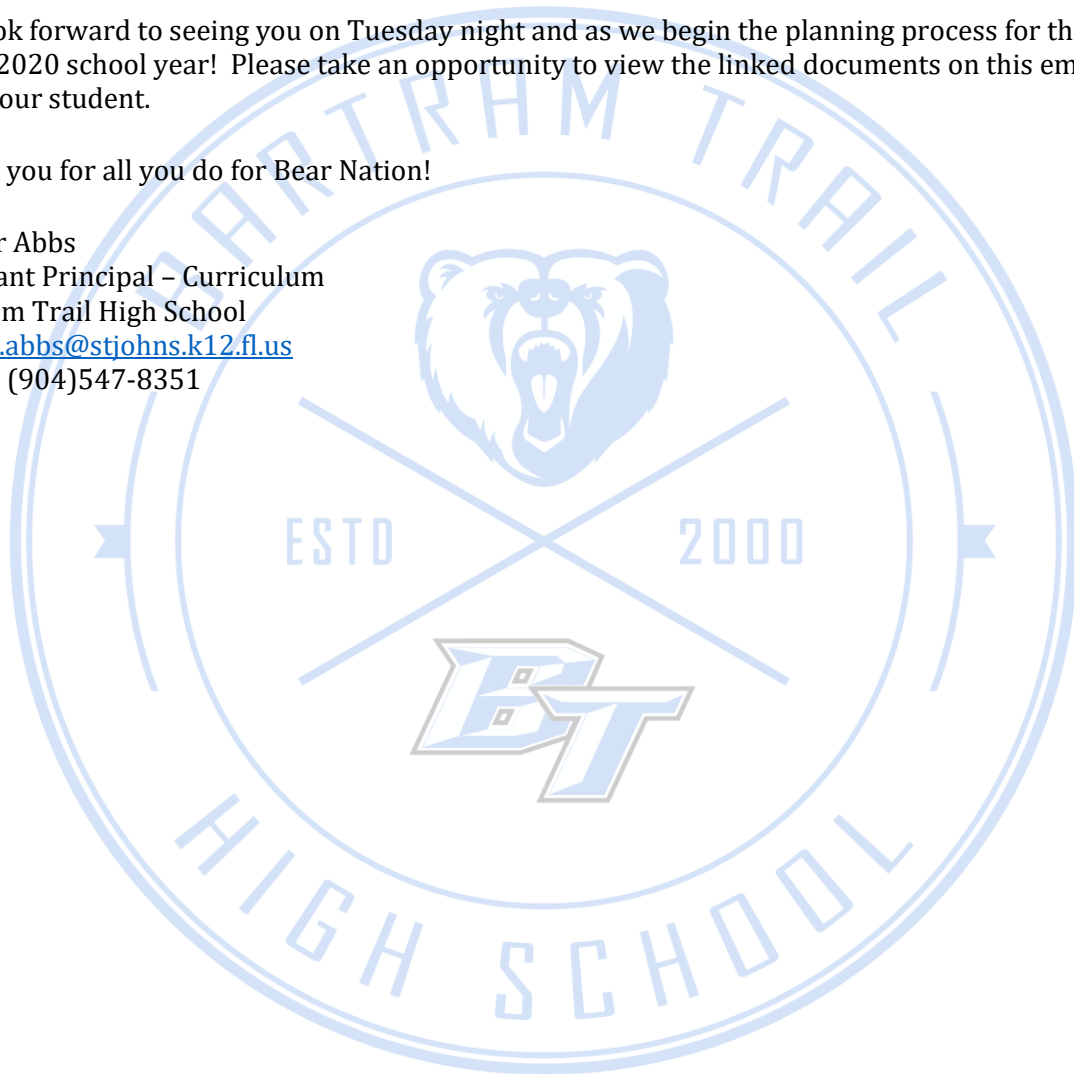 ok forward to seeing you on Tuesday night and as we begin the planning process for th
2020 school year!  Please take an opportunity to view the linked documents on this em
our student.
you for all you do for Bear Nation!
r Abbs
ant Principal – Curriculum
m Trail High School
.abbs@stjohns.k12.fl.us
(904)547-8351
BARTRAM TRAIL
ESTD 2000
BT
HIGH SCHOOL